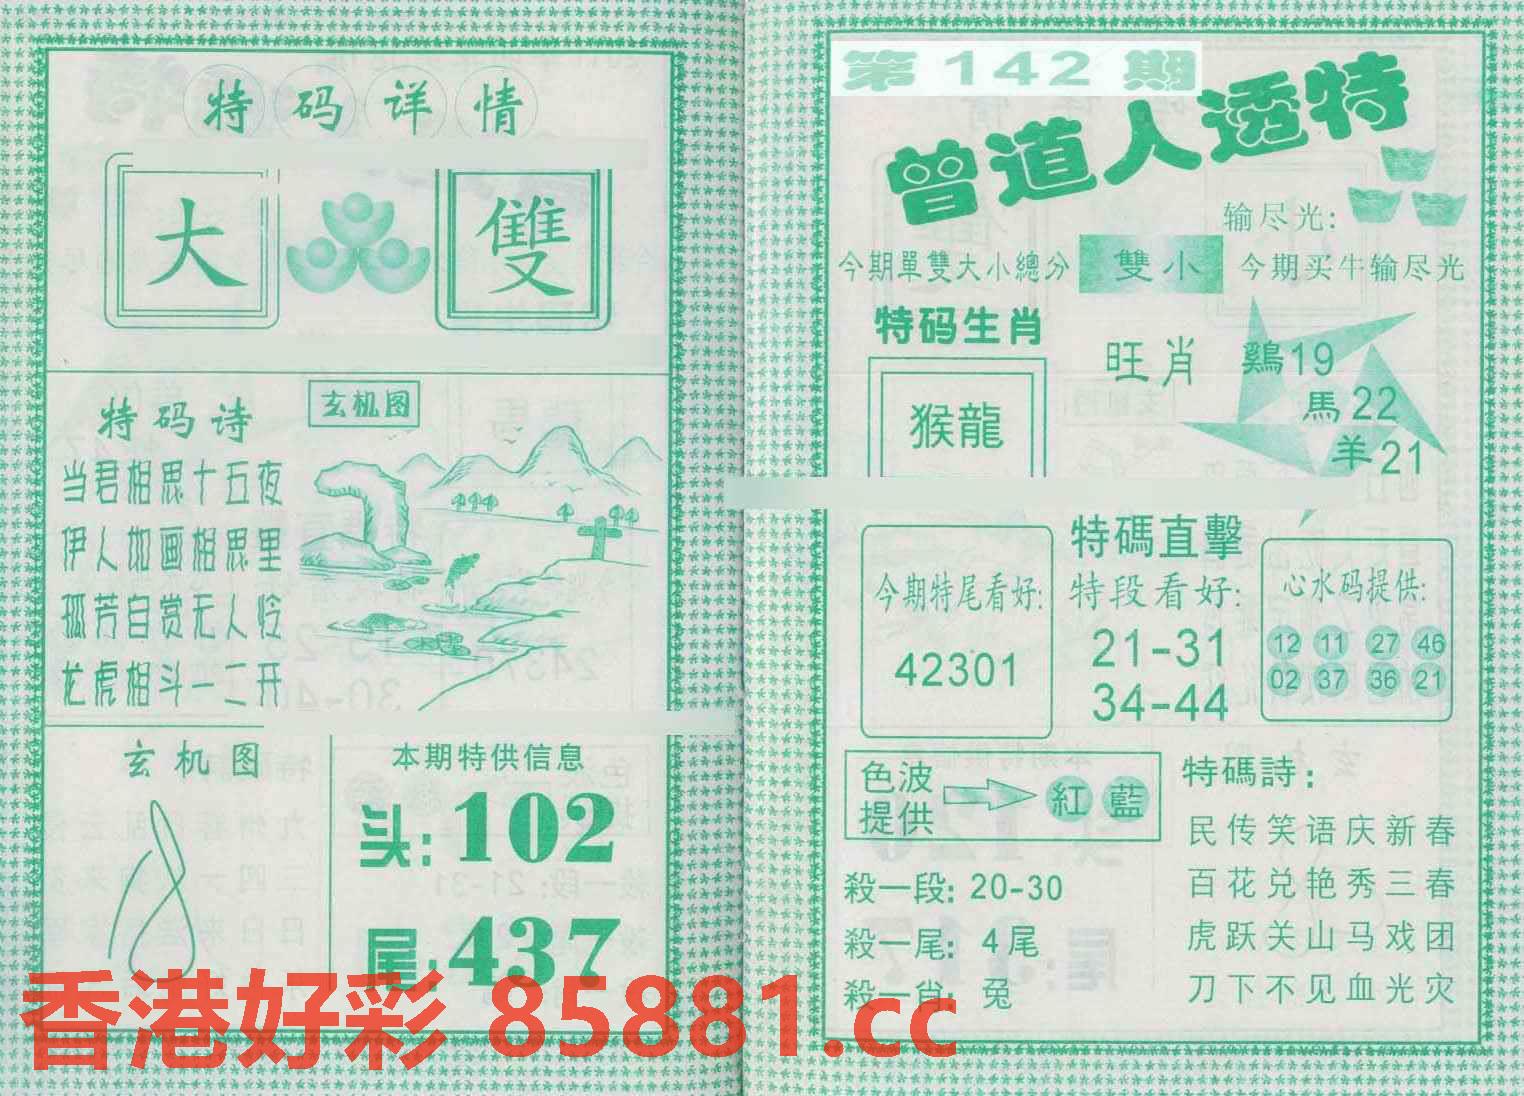 特码详情
大 雙
特码诗
当君相思十五夜
伊人如画相思里
孤芳自赏无人怜
龙虎相斗一二开
玄机图
玄机图
本期特供信息
头:102
尾:437
第142期
曾道人透特
输尽光:
今期單雙大小總分 雙小 今期买牛输尽光
特码生肖
猴龍
旺肖
鷄19
馬22
羊21
今期特尾看好:
42301
特碼直擊
特段看好:
21-31
34-44
心水码提供:
12 11 27 46
02 37 36 21
色波
提供
紅 藍
殺一段: 20-30
殺一尾: 4尾
殺一肖: 兔
特碼詩:
民传笑语庆新春
百花兑艳秀三春
虎跃关山马戏团
刀下不见血光灾
香港好彩 85881.cc